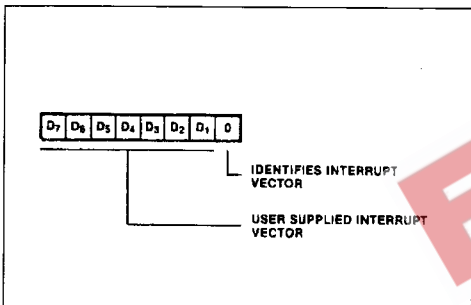 D7 D6 D5 D4 D3 D2 D1 0
IDENTIFIES INTERRUPT
VECTOR
USER SUPPLIED INTERRUPT
VECTOR